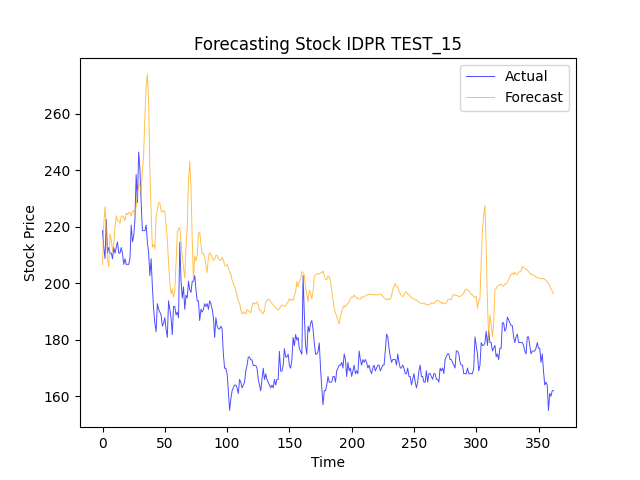 Forecasting Stock IDPR TEST_15
Actual
Forecast
260
240
220
200
180
160
Stock Price
0 50 100 150 200 250 300 350
Time